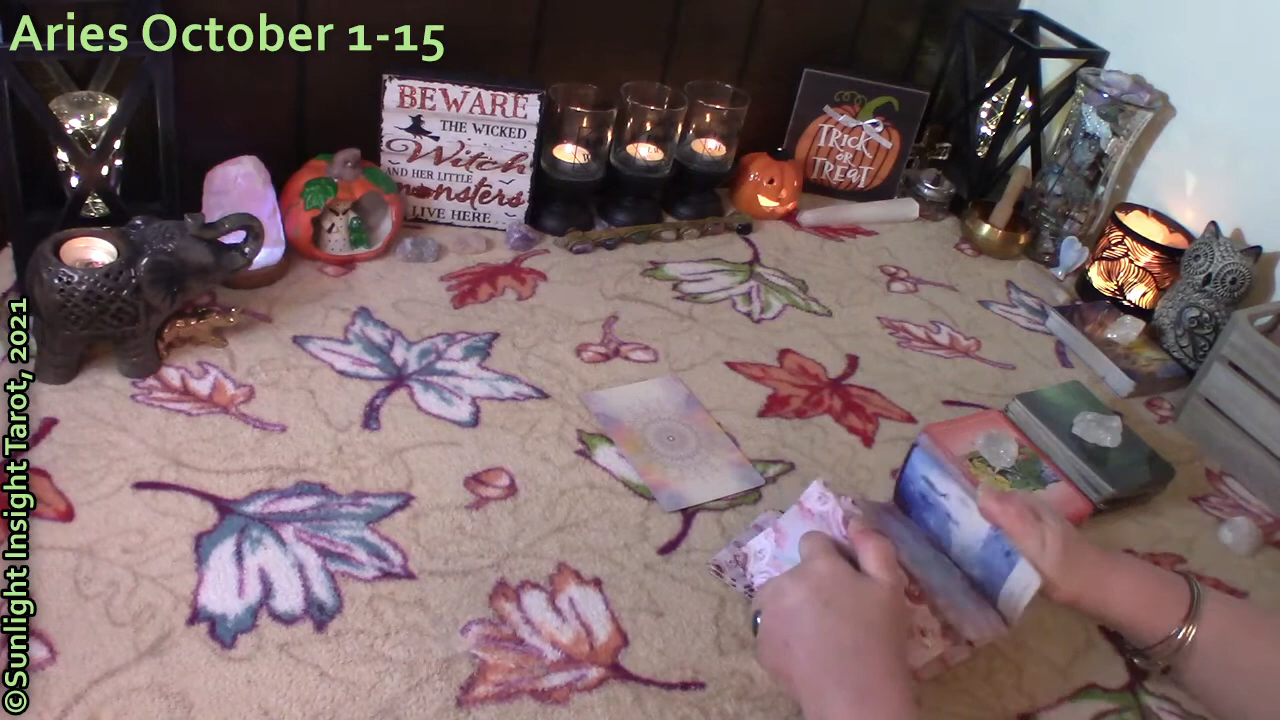 Aries October 1-15
BEWARE
THE WICKED
Witch
AND HER LITTLE
monsters
LIVE HERE
TRICK
OR
TREAT
©Sunlight Insight Tarot, 2021